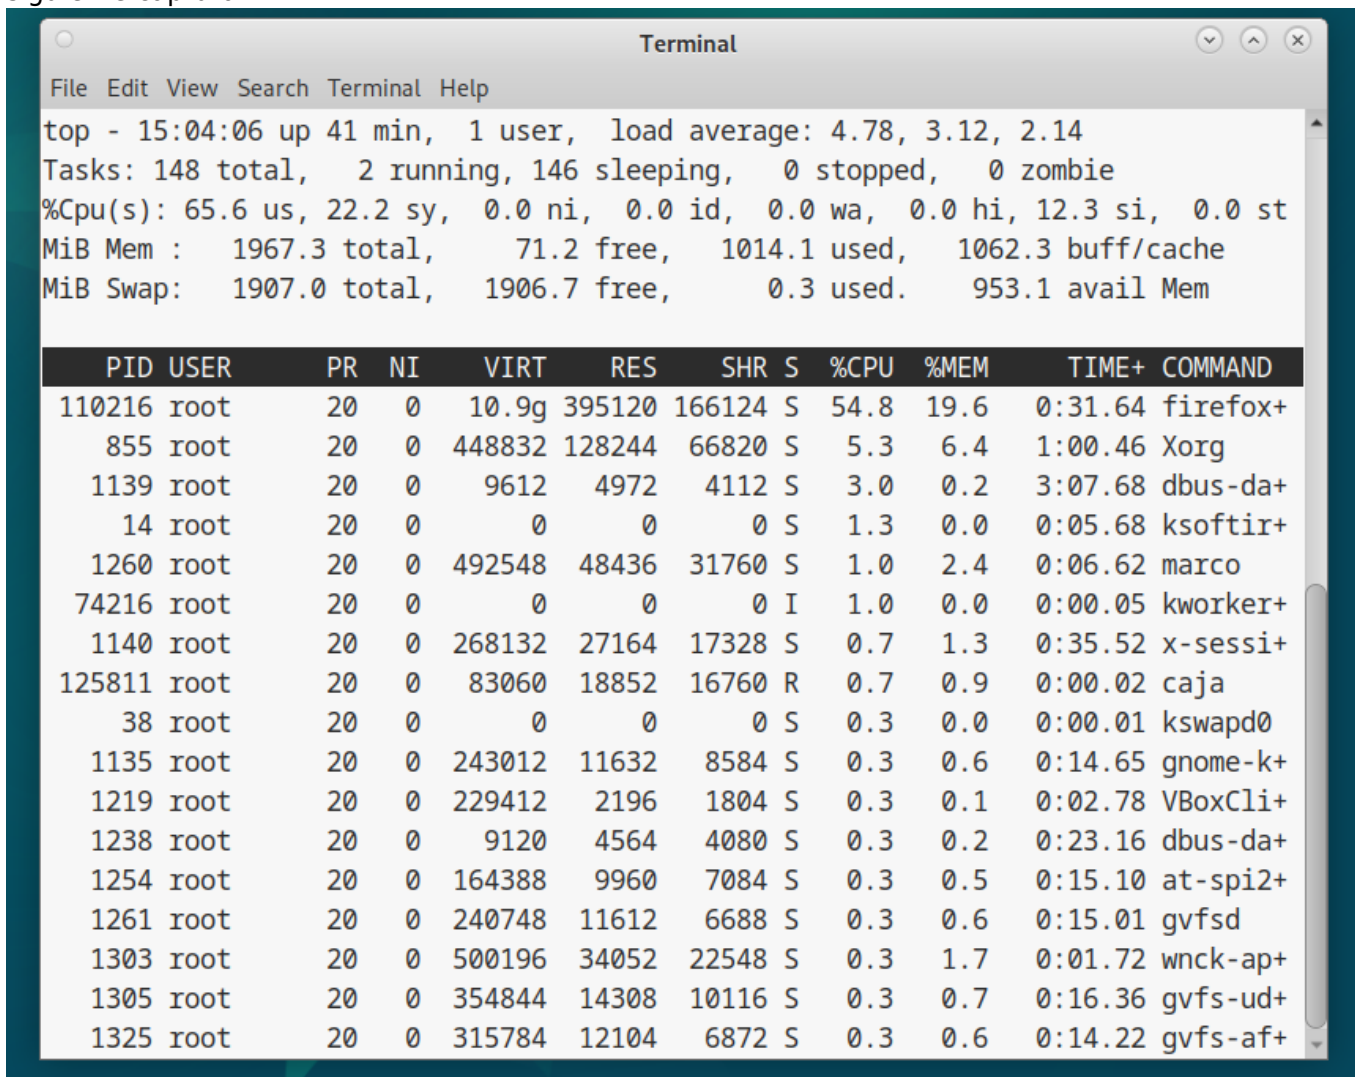 Terminal
File Edit View Search Terminal Help
top - 15:04:06 up 41 min,  1 user,  load average: 4.78, 3.12, 2.14
Tasks: 148 total,   2 running, 146 sleeping,   0 stopped,   0 zombie
%Cpu(s): 65.6 us, 22.2 sy,  0.0 ni,  0.0 id,  0.0 wa,  0.0 hi, 12.3 si,  0.0 st
MiB Mem :   1967.3 total,     71.2 free,   1014.1 used,   1062.3 buff/cache
MiB Swap:   1907.0 total,   1906.7 free,      0.3 used.    953.1 avail Mem
PID USER PR NI VIRT RES SHR S %CPU %MEM TIME+ COMMAND
110216 root 20 0 10.9g 395120 166124 S 54.8 19.6 0:31.64 firefox+
855 root 20 0 448832 128244 66820 S 5.3 6.4 1:00.46 Xorg
1139 root 20 0 9612 4972 4112 S 3.0 0.2 3:07.68 dbus-da+
14 root 20 0 0 0 0 S 1.3 0.0 0:05.68 ksoftir+
1260 root 20 0 492548 48436 31760 S 1.0 2.4 0:06.62 marco
74216 root 20 0 0 0 0 I 1.0 0.0 0:00.05 kworker+
1140 root 20 0 268132 27164 17328 S 0.7 1.3 0:35.52 x-sessi+
125811 root 20 0 83060 18852 16760 R 0.7 0.9 0:00.02 caja
38 root 20 0 0 0 0 S 0.3 0.0 0:00.01 kswapd0
1135 root 20 0 243012 11632 8584 S 0.3 0.6 0:14.65 gnome-k+
1219 root 20 0 229412 2196 1804 S 0.3 0.1 0:02.78 VBoxCli+
1238 root 20 0 9120 4564 4080 S 0.3 0.2 0:23.16 dbus-da+
1254 root 20 0 164388 9960 7084 S 0.3 0.5 0:15.10 at-spi2+
1261 root 20 0 240748 11612 6688 S 0.3 0.6 0:15.01 gvfsd
1303 root 20 0 500196 34052 22548 S 0.3 1.7 0:01.72 wnck-ap+
1305 root 20 0 354844 14308 10116 S 0.3 0.7 0:16.36 gvfs-ud+
1325 root 20 0 315784 12104 6872 S 0.3 0.6 0:14.22 gvfs-af+